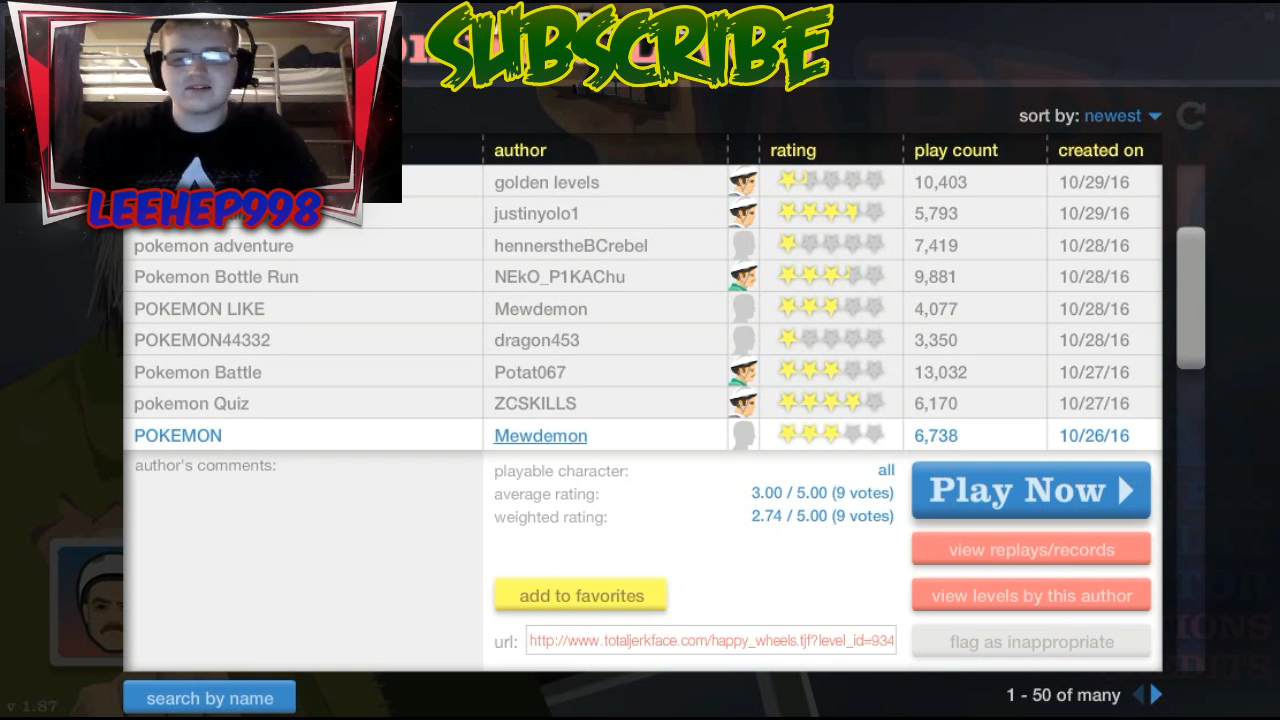 SUBSCRIBE
LEEHEP998
sort by: newest
author rating play count created on
golden levels 10,403 10/29/16
justinyolo1 5,793 10/29/16
pokemon adventure hennerstheBCrebel 7,419 10/28/16
Pokemon Bottle Run NEkO_P1KAChu 9,881 10/28/16
POKEMON LIKE Mewdemon 4,077 10/28/16
POKEMON44332 dragon453 3,350 10/28/16
Pokemon Battle Potat067 13,032 10/27/16
pokemon Quiz ZCSKILLS 6,170 10/27/16
POKEMON Mewdemon 6,738 10/26/16
author's comments:
playable character: all
average rating: 3.00 / 5.00 (9 votes)
weighted rating: 2.74 / 5.00 (9 votes)
Play Now
view replays/records
add to favorites
view levels by this author
url: http://www.totaljerkface.com/happy_wheels.tjf?level_id=934
flag as inappropriate
search by name
1 - 50 of many
v 1.87